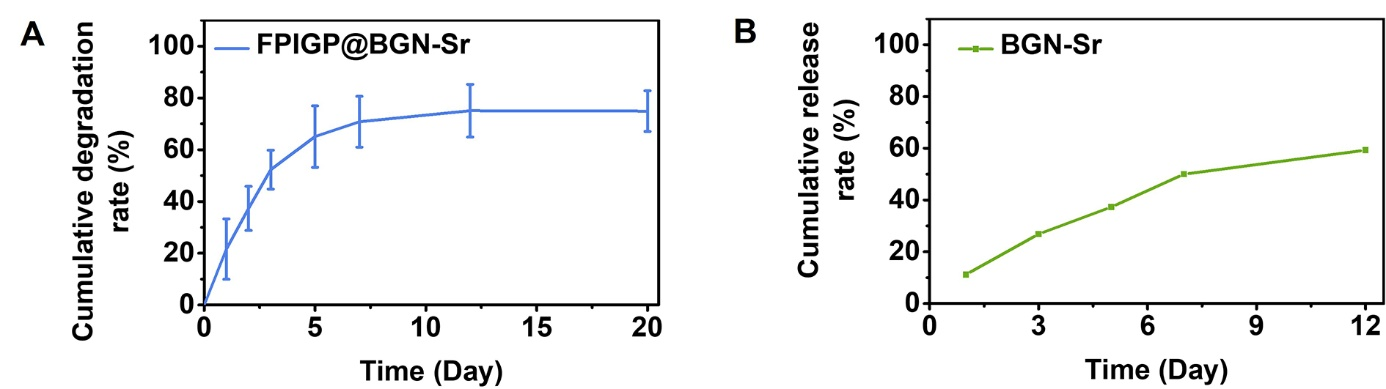 A
Cumulative degradation
rate (%)
100
80
60
40
20
0
FPIGP@BGN-Sr
0 5 10 15 20
Time (Day)
B
Cumulative release
rate (%)
100
80
60
40
20
0
BGN-Sr
0 3 6 9 12
Time (Day)